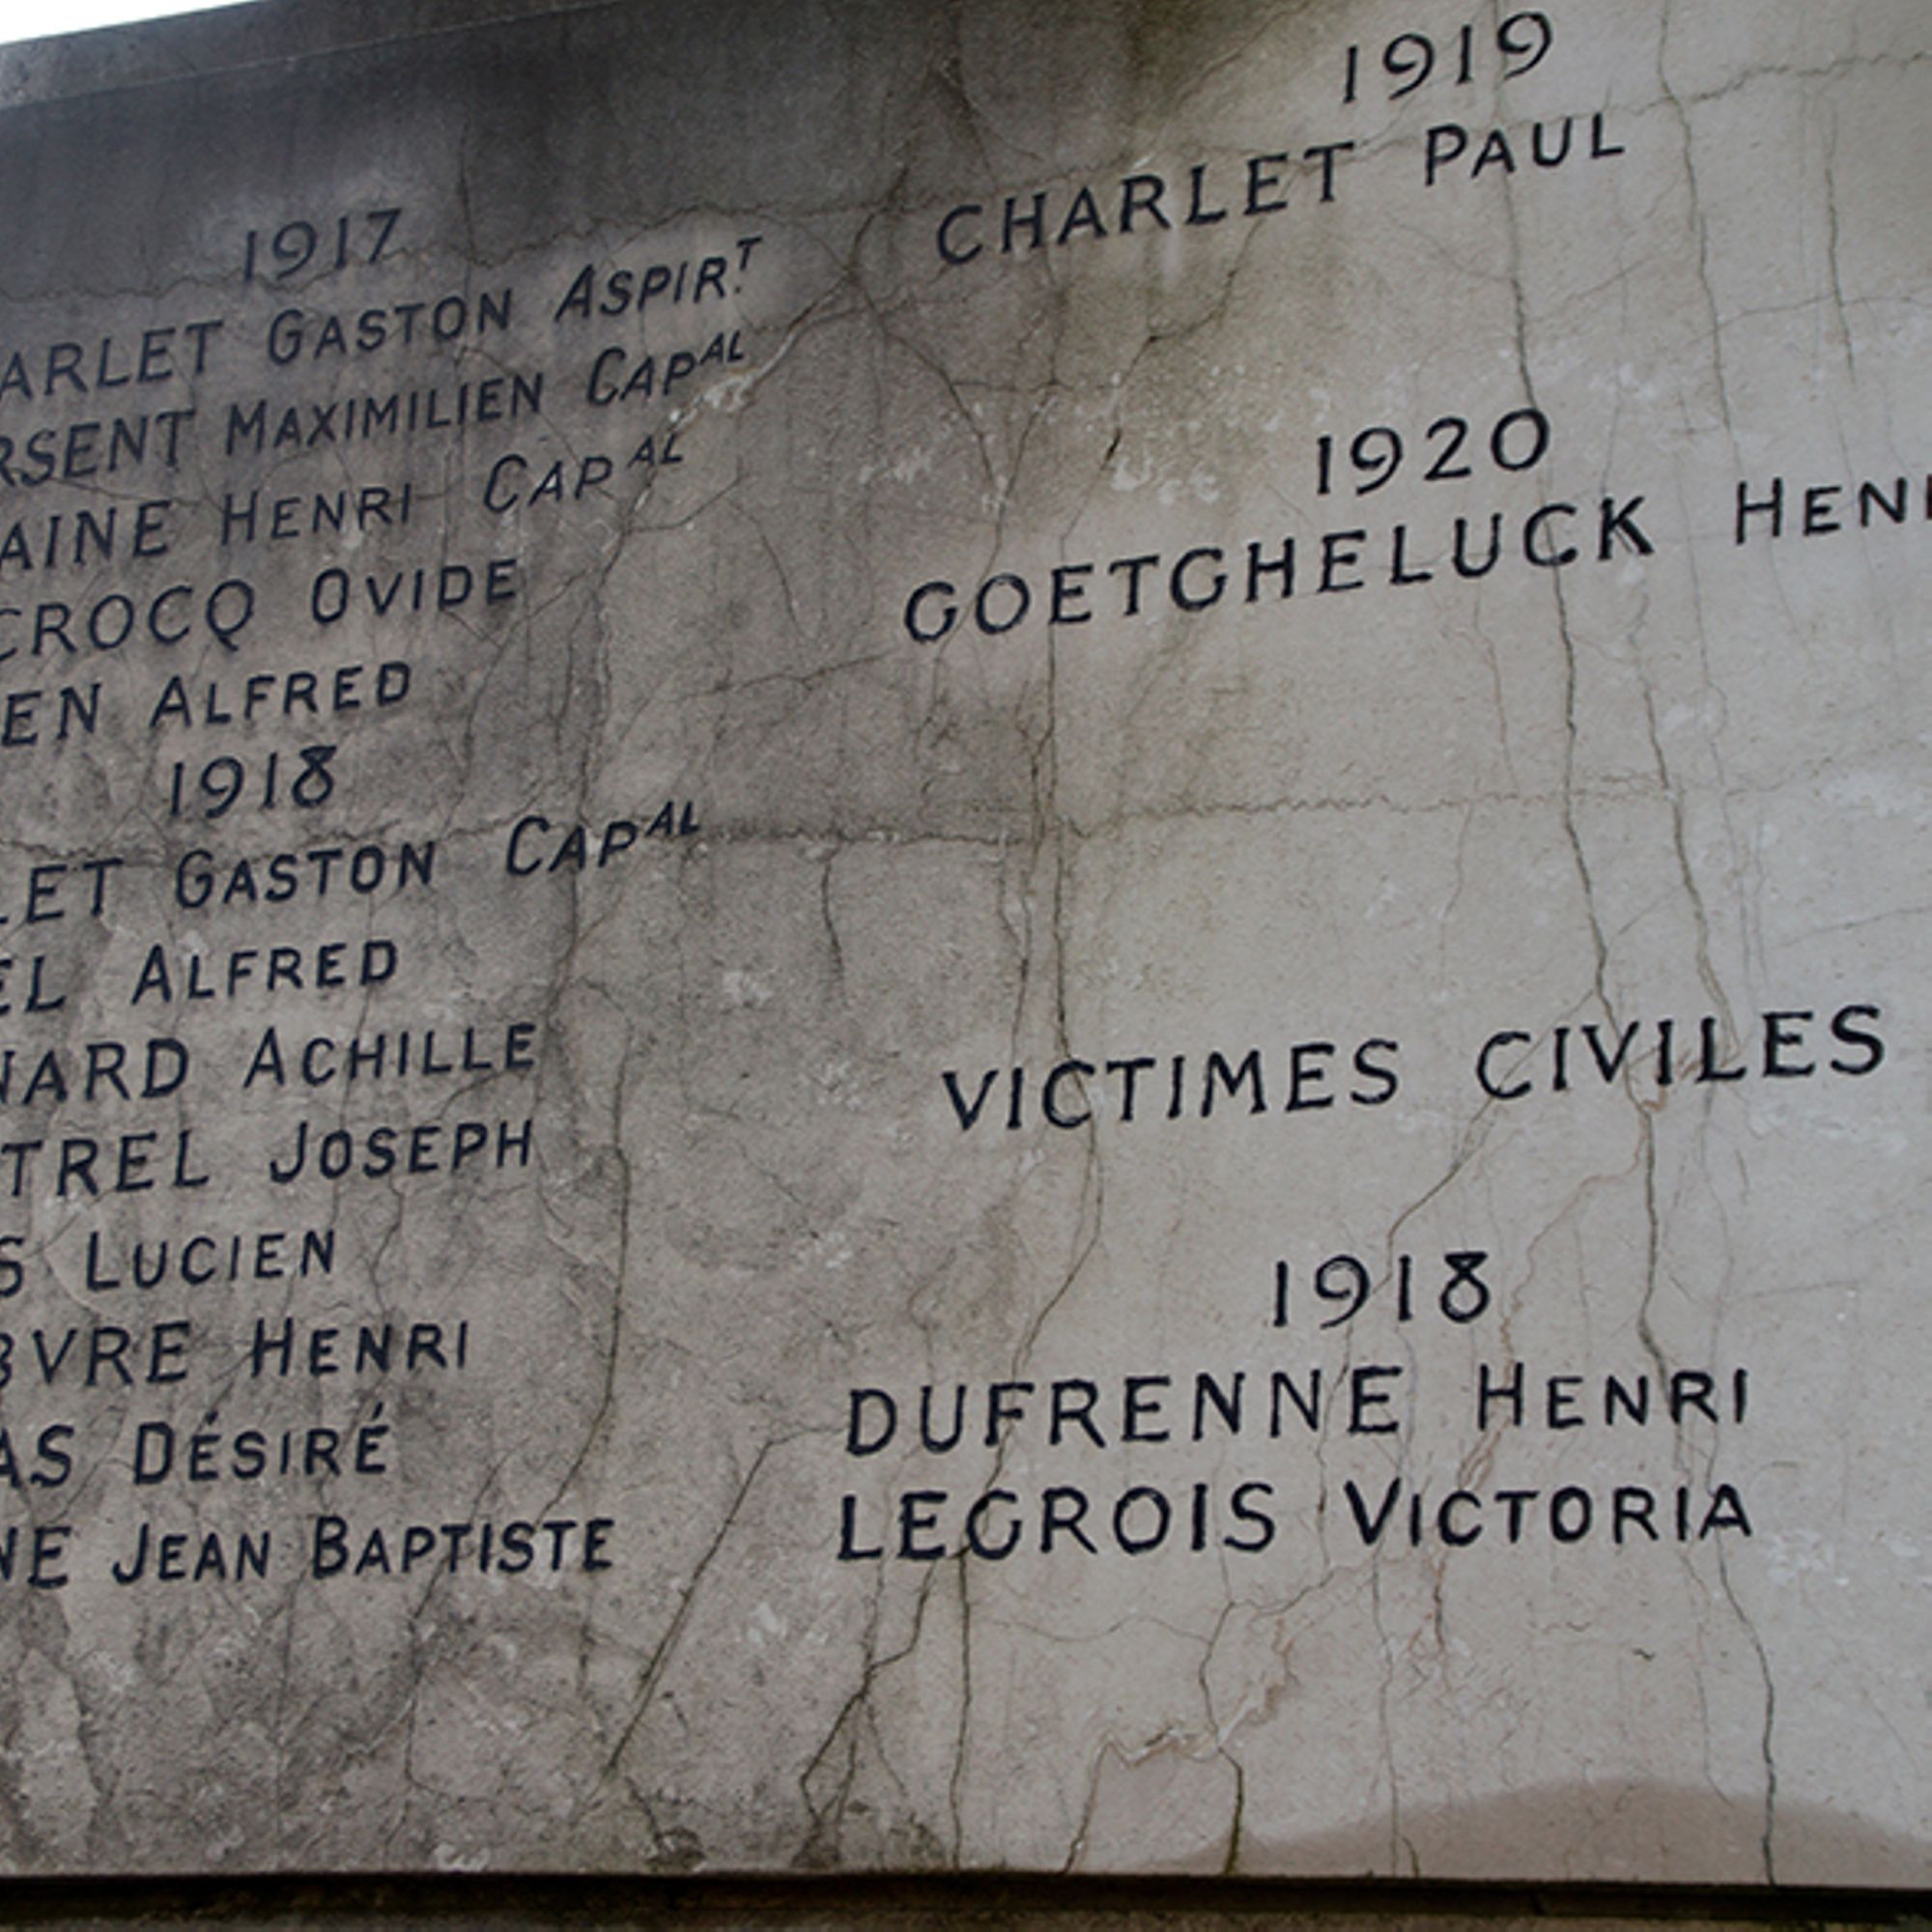 1917
ARLET GASTON ASPIR.T
RSENT MAXIMILIEN CAPAL
AINE HENRI CAPAL
CROCQ OVIDE
EN ALFRED
1918
LET GASTON CAPAL
EL ALFRED
NARD ACHILLE
TREL JOSEPH
S LUCIEN
BVRE HENRI
AS DÉSIRÉ
NE JEAN BAPTISTE
1919
CHARLET PAUL
1920
GOETGHELUCK HEN
VICTIMES CIVILES
1918
DUFRENNE HENRI
LEGROIS VICTORIA